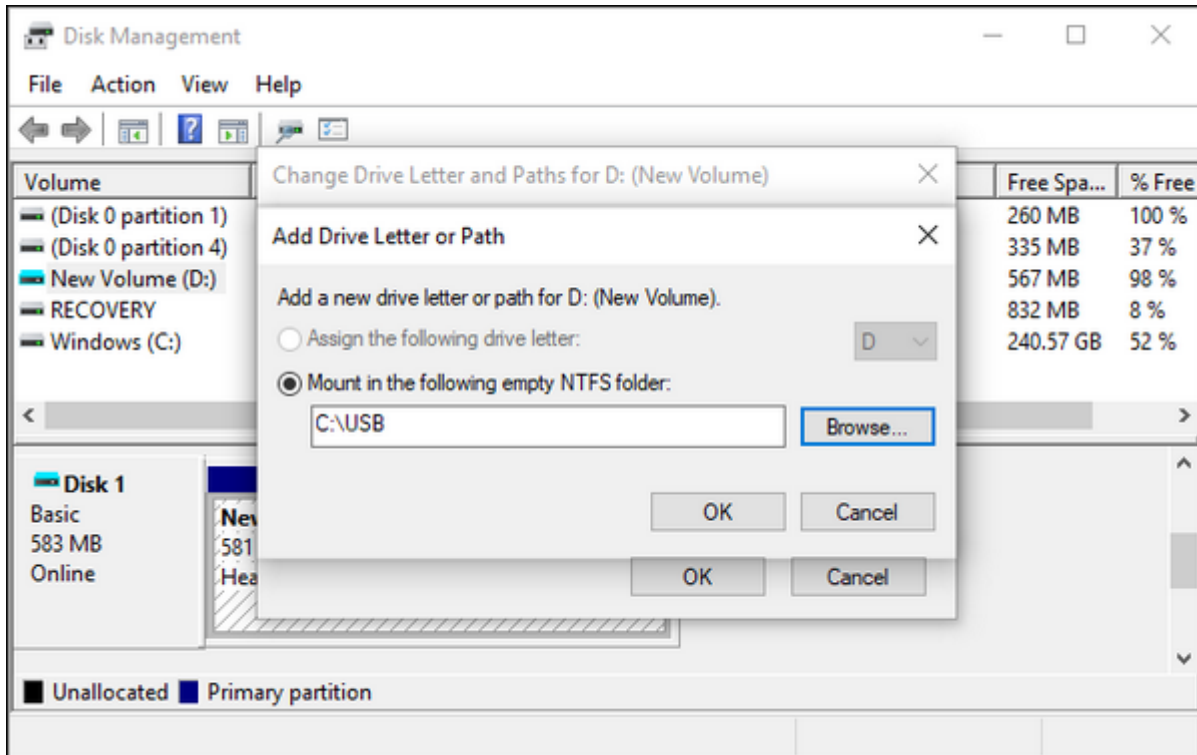 Disk Management
File Action View Help
Change Drive Letter and Paths for D: (New Volume)
Volume Free Spa... % Free
(Disk 0 partition 1) 260 MB 100 %
(Disk 0 partition 4) 335 MB 37 %
New Volume (D:) 567 MB 98 %
RECOVERY 832 MB 8 %
Windows (C:) 240.57 GB 52 %
Add Drive Letter or Path
Add a new drive letter or path for D: (New Volume).
Assign the following drive letter: D
Mount in the following empty NTFS folder:
C:\USB Browse...
OK Cancel
OK Cancel
Disk 1
Basic
583 MB
Online
New
581
Hea
Unallocated Primary partition